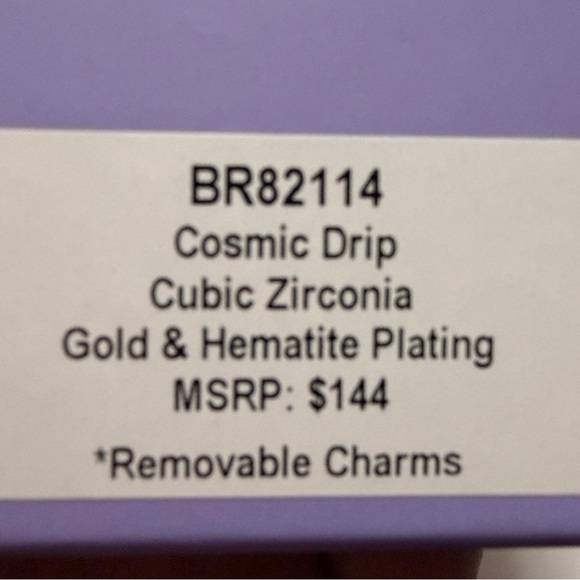 BR82114
Cosmic Drip
Cubic Zirconia
Gold & Hematite Plating
MSRP: $144
*Removable Charms